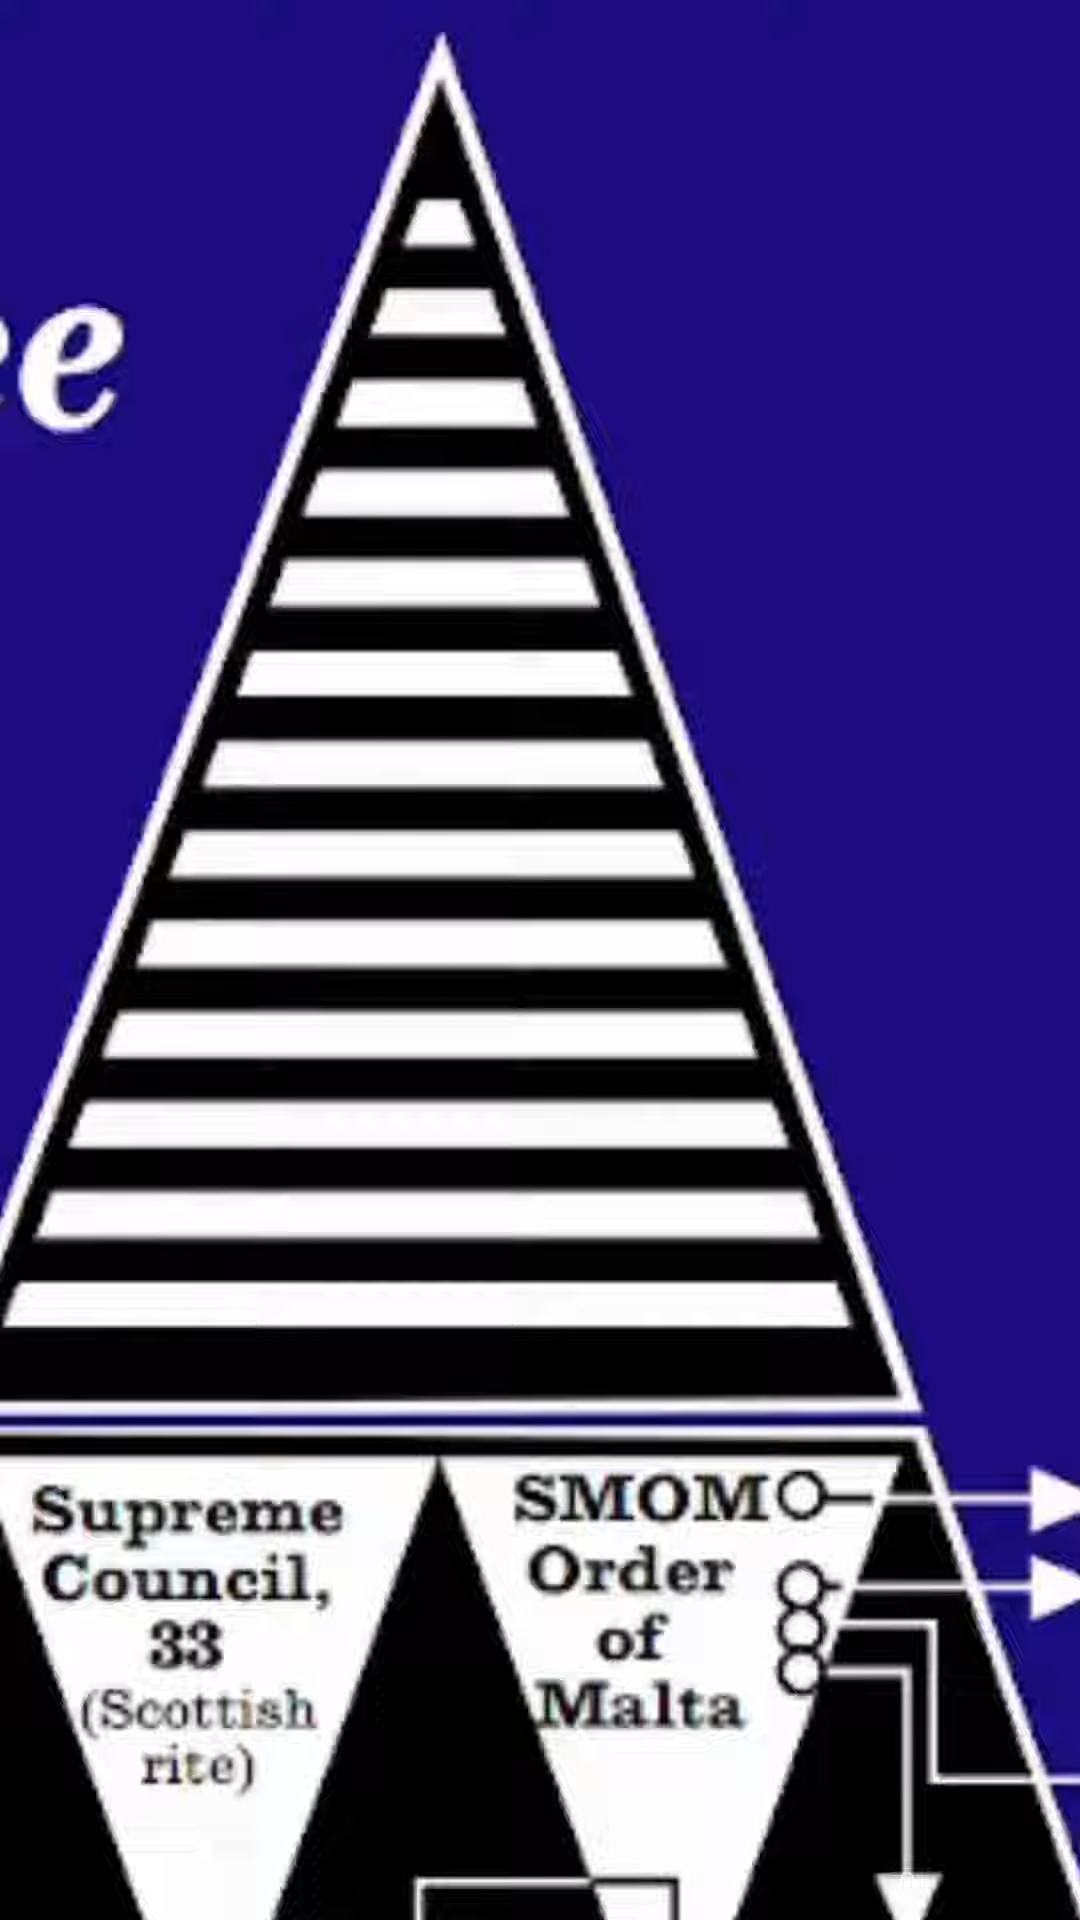 Supreme
Council,
33
(Scottish
rite)
SMOM
Order
of
Malta